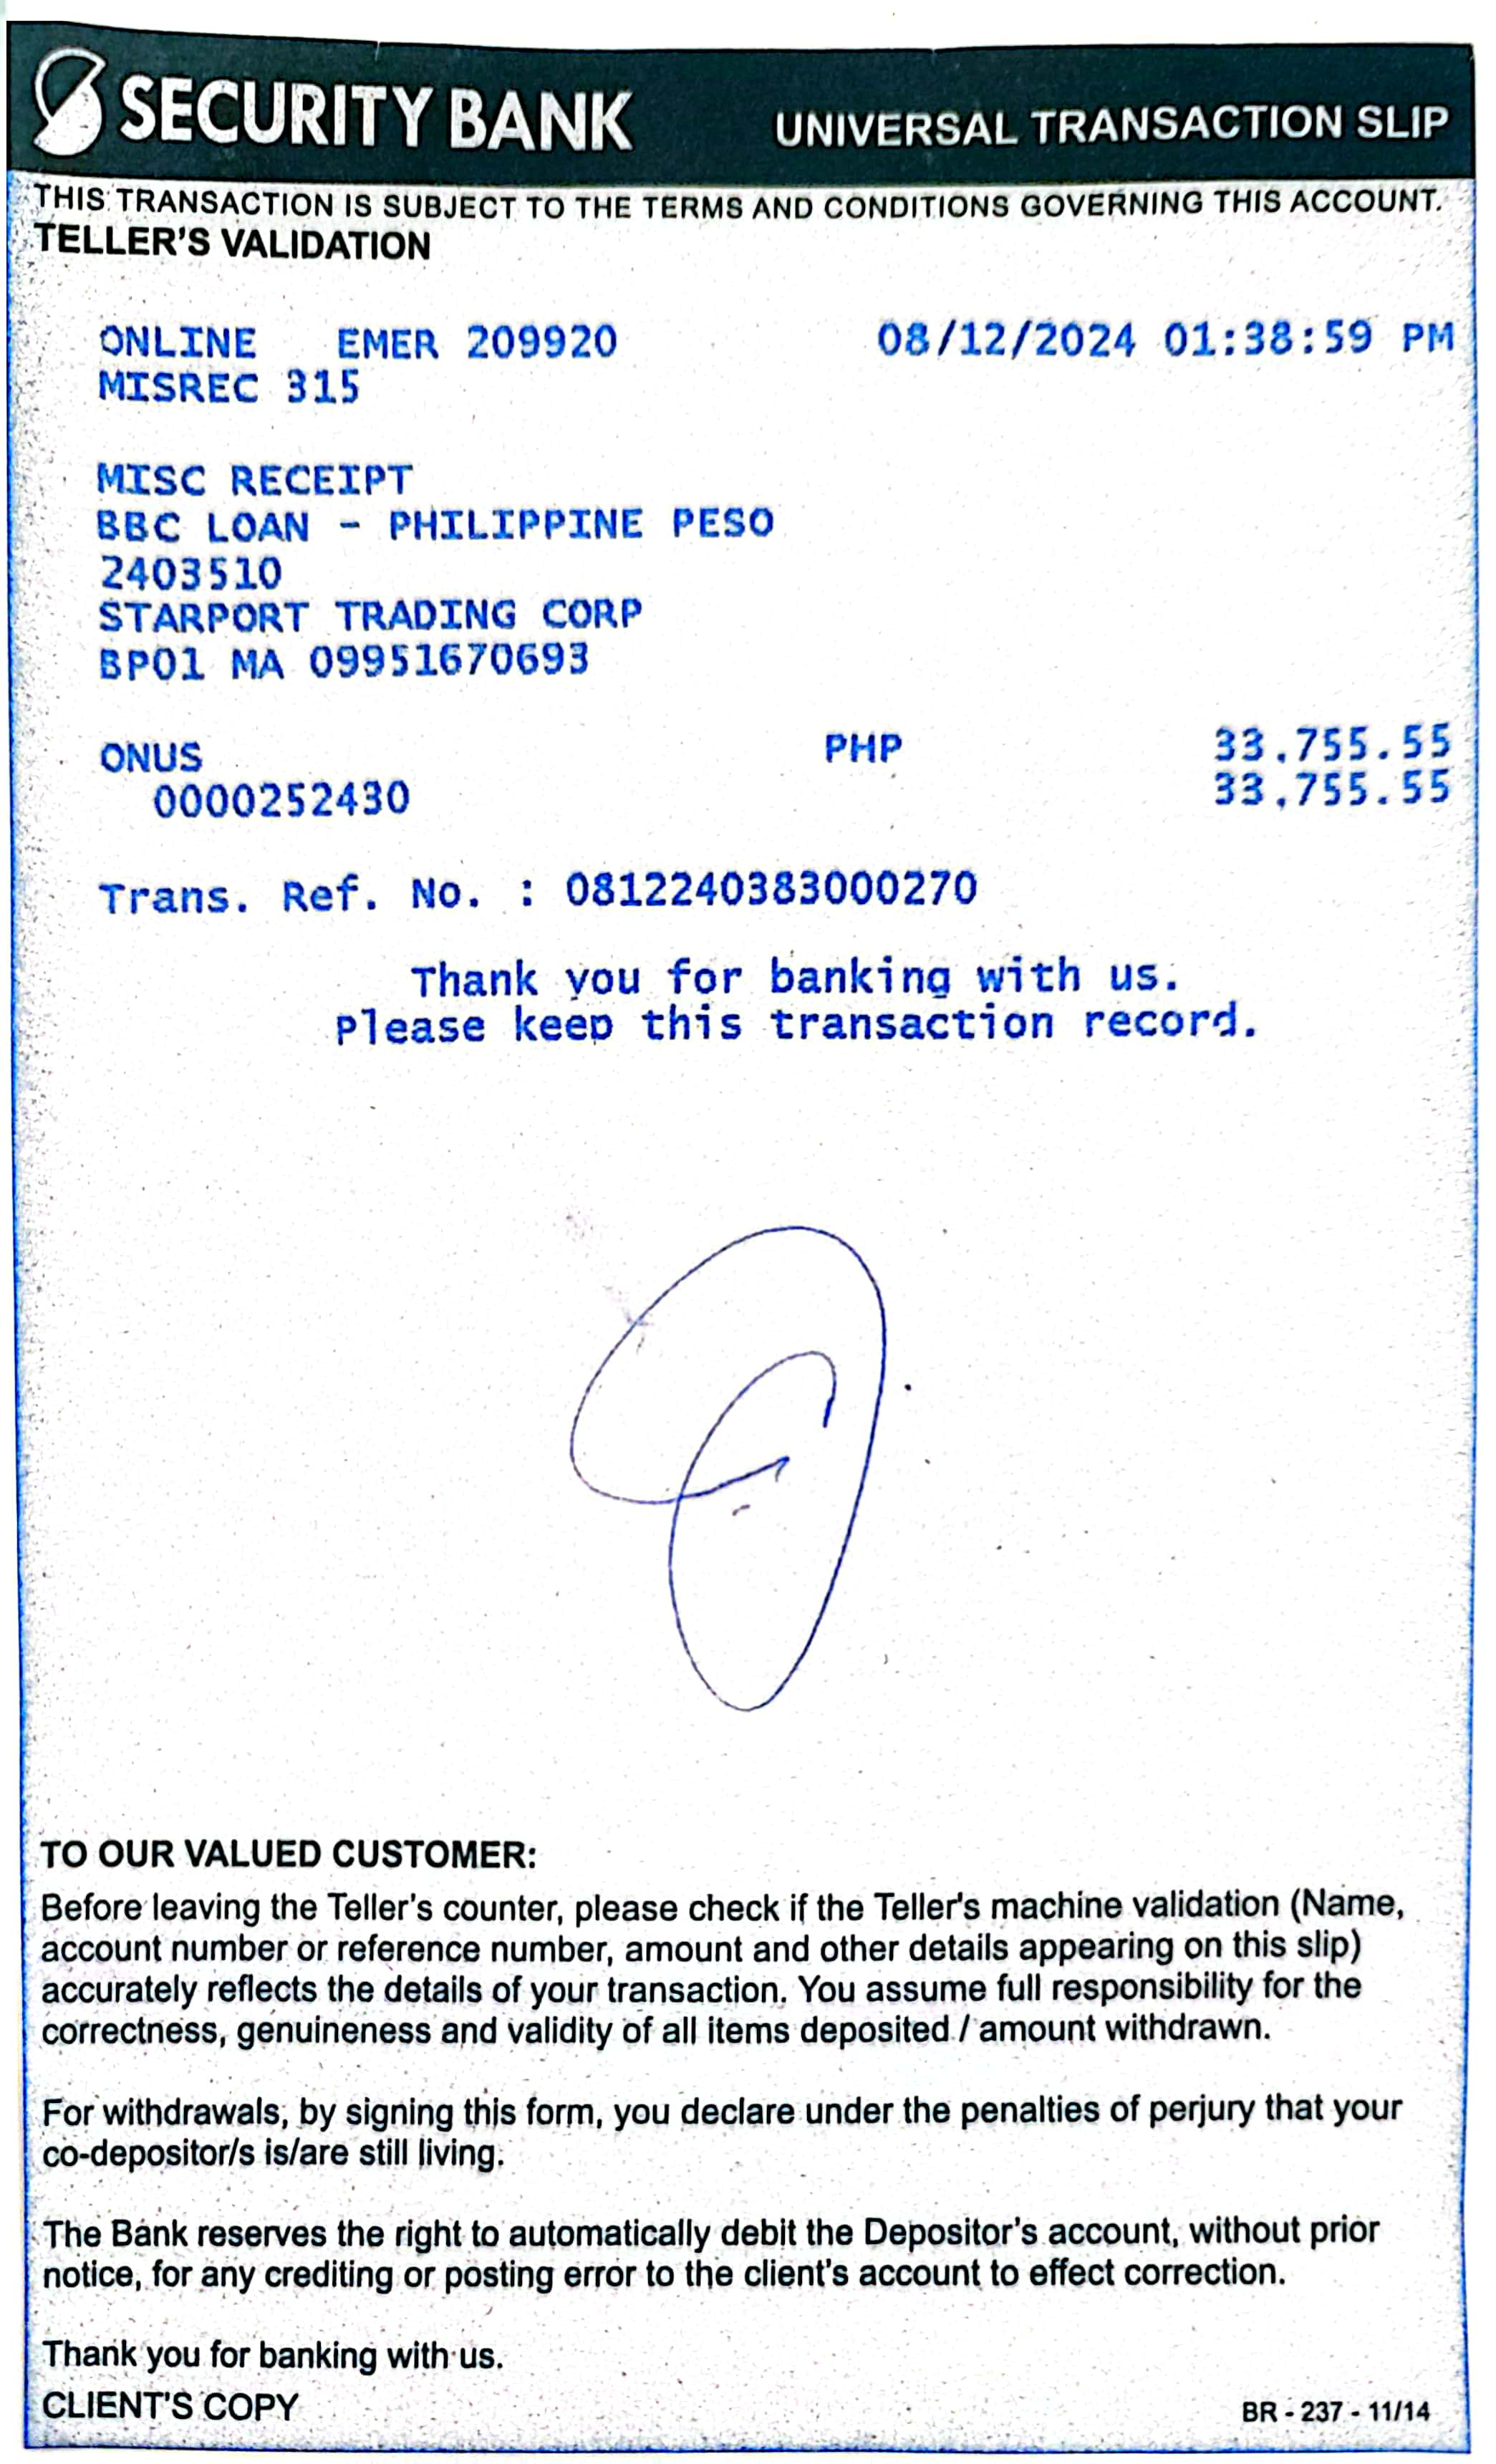 SECURITY BANK UNIVERSAL TRANSACTION SLIP
THIS TRANSACTION IS SUBJECT TO THE TERMS AND CONDITIONS GOVERNING THIS ACCOUNT.
TELLER'S VALIDATION
ONLINE EMER 209920 08/12/2024 01:38:59 PM
MISREC 315
MISC RECEIPT
BBC LOAN - PHILIPPINE PESO
2403510
STARPORT TRADING CORP
BP01 MA 09951670693
ONUS PHP 33,755.55
0000252430 33,755.55
Trans. Ref. No. : 0812240383000270
Thank you for banking with us.
Please keep this transaction record.
TO OUR VALUED CUSTOMER:
Before leaving the Teller's counter, please check if the Teller's machine validation (Name,
account number or reference number, amount and other details appearing on this slip)
accurately reflects the details of your transaction. You assume full responsibility for the
correctness, genuineness and validity of all items deposited / amount withdrawn.
For withdrawals, by signing this form, you declare under the penalties of perjury that your
co-depositor/s is/are still living.
The Bank reserves the right to automatically debit the Depositor's account, without prior
notice, for any crediting or posting error to the client's account to effect correction.
Thank you for banking with us.
CLIENT'S COPY BR - 237 - 11/14